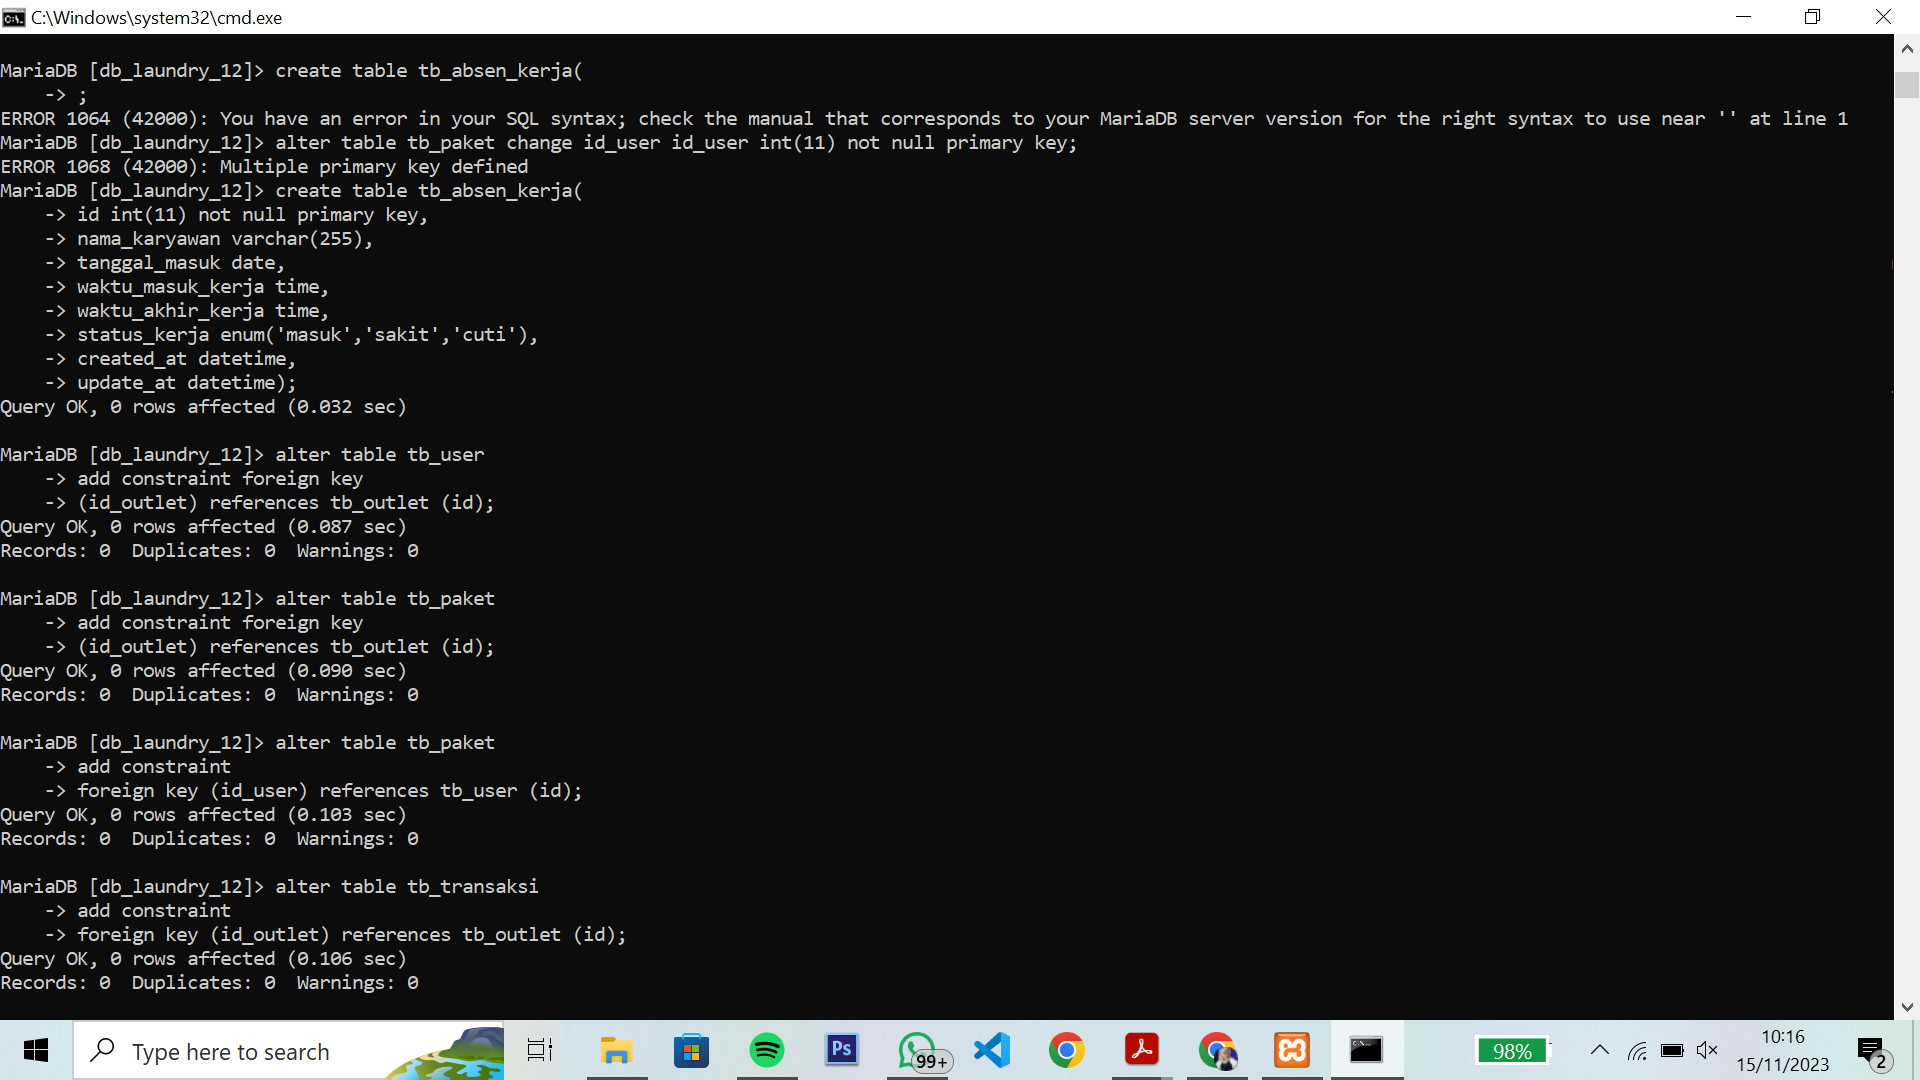 C:\Windows\system32\cmd.exe
MariaDB [db_laundry_12]> create table tb_absen_kerja(
    -> ;
ERROR 1064 (42000): You have an error in your SQL syntax; check the manual that corresponds to your MariaDB server version for the right syntax to use near '' at line 1
MariaDB [db_laundry_12]> alter table tb_paket change id_user id_user int(11) not null primary key;
ERROR 1068 (42000): Multiple primary key defined
MariaDB [db_laundry_12]> create table tb_absen_kerja(
    -> id int(11) not null primary key,
    -> nama_karyawan varchar(255),
    -> tanggal_masuk date,
    -> waktu_masuk_kerja time,
    -> waktu_akhir_kerja time,
    -> status_kerja enum('masuk','sakit','cuti'),
    -> created_at datetime,
    -> update_at datetime);
Query OK, 0 rows affected (0.032 sec)
MariaDB [db_laundry_12]> alter table tb_user
    -> add constraint foreign key
    -> (id_outlet) references tb_outlet (id);
Query OK, 0 rows affected (0.087 sec)
Records: 0  Duplicates: 0  Warnings: 0
MariaDB [db_laundry_12]> alter table tb_paket
    -> add constraint foreign key
    -> (id_outlet) references tb_outlet (id);
Query OK, 0 rows affected (0.090 sec)
Records: 0  Duplicates: 0  Warnings: 0
MariaDB [db_laundry_12]> alter table tb_paket
    -> add constraint
    -> foreign key (id_user) references tb_user (id);
Query OK, 0 rows affected (0.103 sec)
Records: 0  Duplicates: 0  Warnings: 0
MariaDB [db_laundry_12]> alter table tb_transaksi
    -> add constraint
    -> foreign key (id_outlet) references tb_outlet (id);
Query OK, 0 rows affected (0.106 sec)
Records: 0  Duplicates: 0  Warnings: 0
Type here to search
Ps
99+
98%
10:16
15/11/2023
2